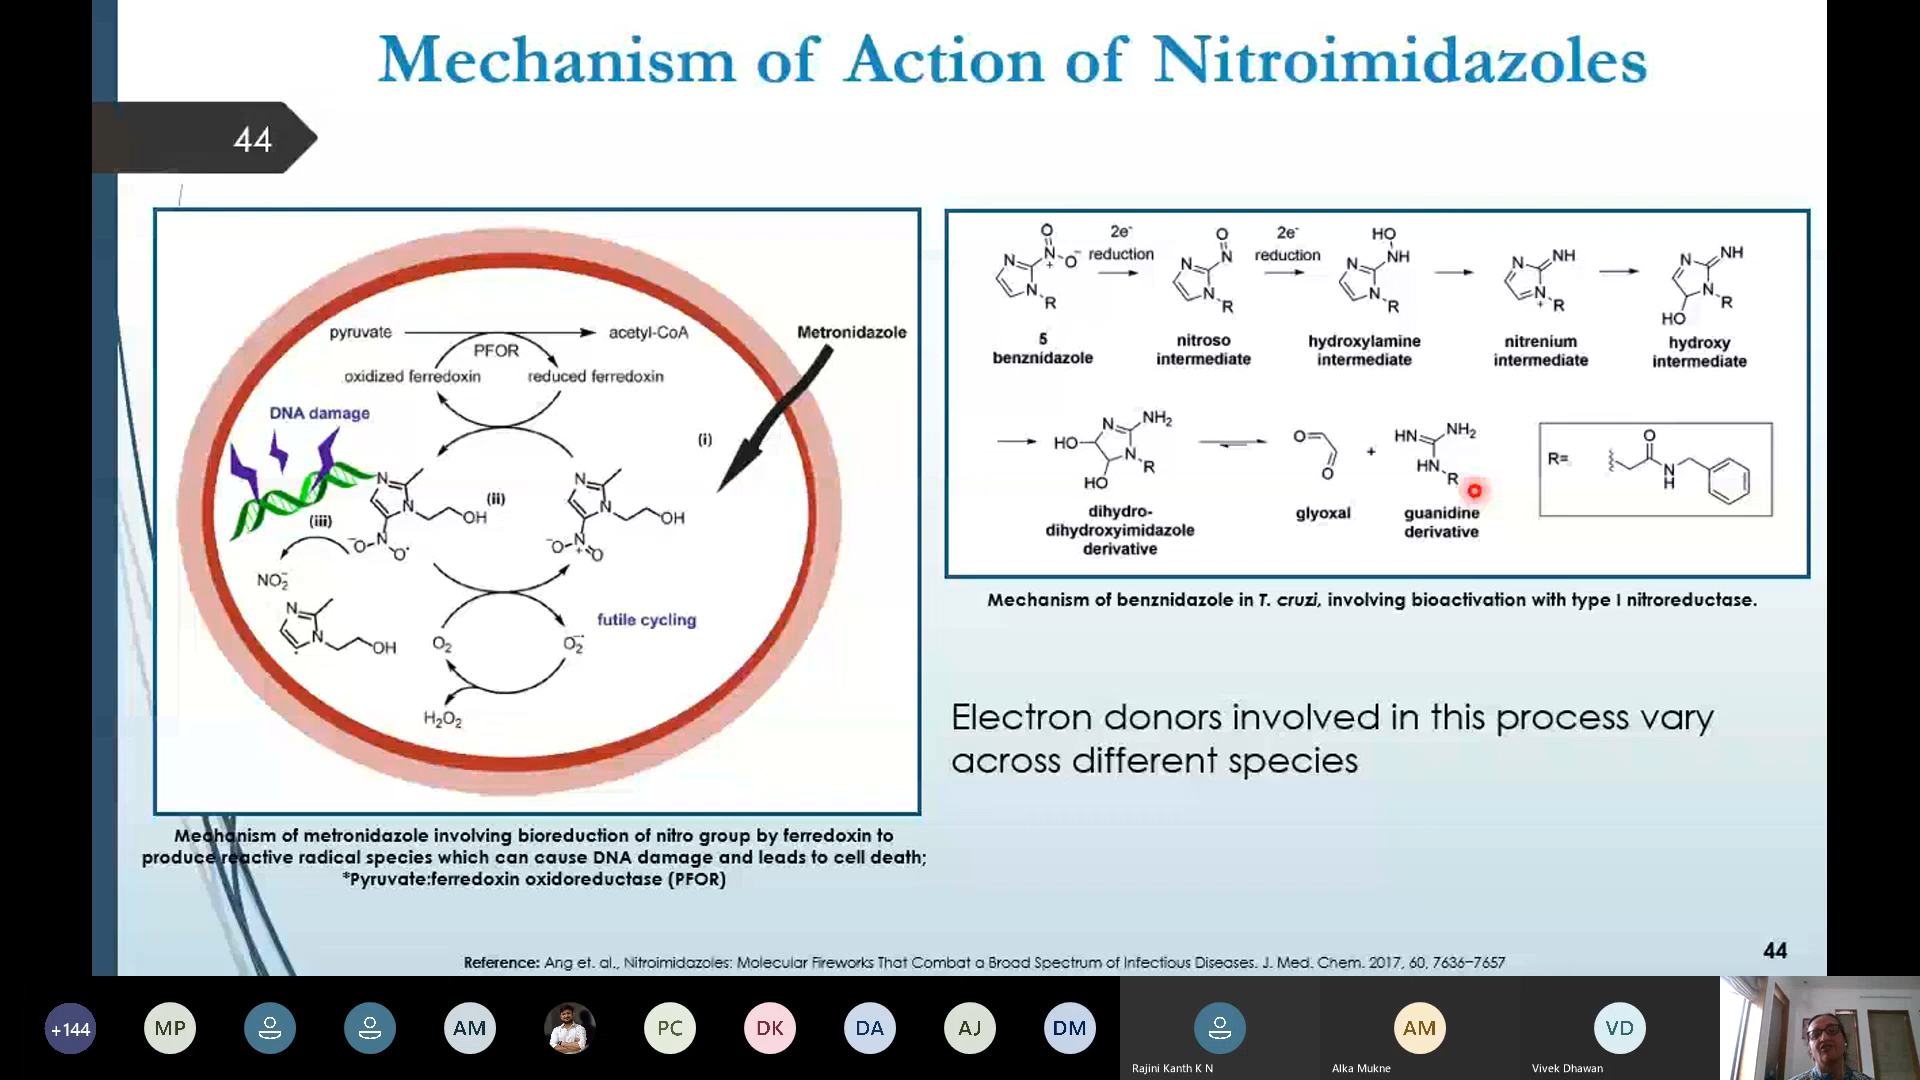 Mechanism of Action of Nitroimidazoles
44
pyruvate
acetyl-CoA
PFOR
oxidized ferredoxin
reduced ferredoxin
Metronidazole
DNA damage
(i)
N
N
OH
(ii)
N
N
OH
(iii)
⁻O-N
O•
⁻O-N⁺
O
NO₂⁻
N
N
OH
futile cycling
O₂
O₂•⁻
H₂O₂
Mechanism of metronidazole involving bioreduction of nitro group by ferredoxin to
produce reactive radical species which can cause DNA damage and leads to cell death;
*Pyruvate:ferredoxin oxidoreductase (PFOR)
O
N
N⁺
O⁻
N
R
2e⁻
reduction
O
N
N
N
R
2e⁻
reduction
HO
N
NH
N
R
N
NH
N⁺
R
N
NH
N
R
HO
5
benznidazole
nitroso
intermediate
hydroxylamine
intermediate
nitrenium
intermediate
hydroxy
intermediate
N
NH₂
HO
N
R
HO
O
O
+
HN
NH₂
HN
R
R=
O
N
H
dihydro-
dihydroxyimidazole
derivative
glyoxal
guanidine
derivative
Mechanism of benznidazole in T. cruzi, involving bioactivation with type I nitroreductase.
Electron donors involved in this process vary
across different species
44
Reference: Ang et. al., Nitroimidazoles: Molecular Fireworks That Combat a Broad Spectrum of Infectious Diseases. J. Med. Chem. 2017, 60, 7636−7657
+144
MP
AM
PC
DK
DA
AJ
DM
Rajini Kanth K N
AM
Alka Mukne
VD
Vivek Dhawan